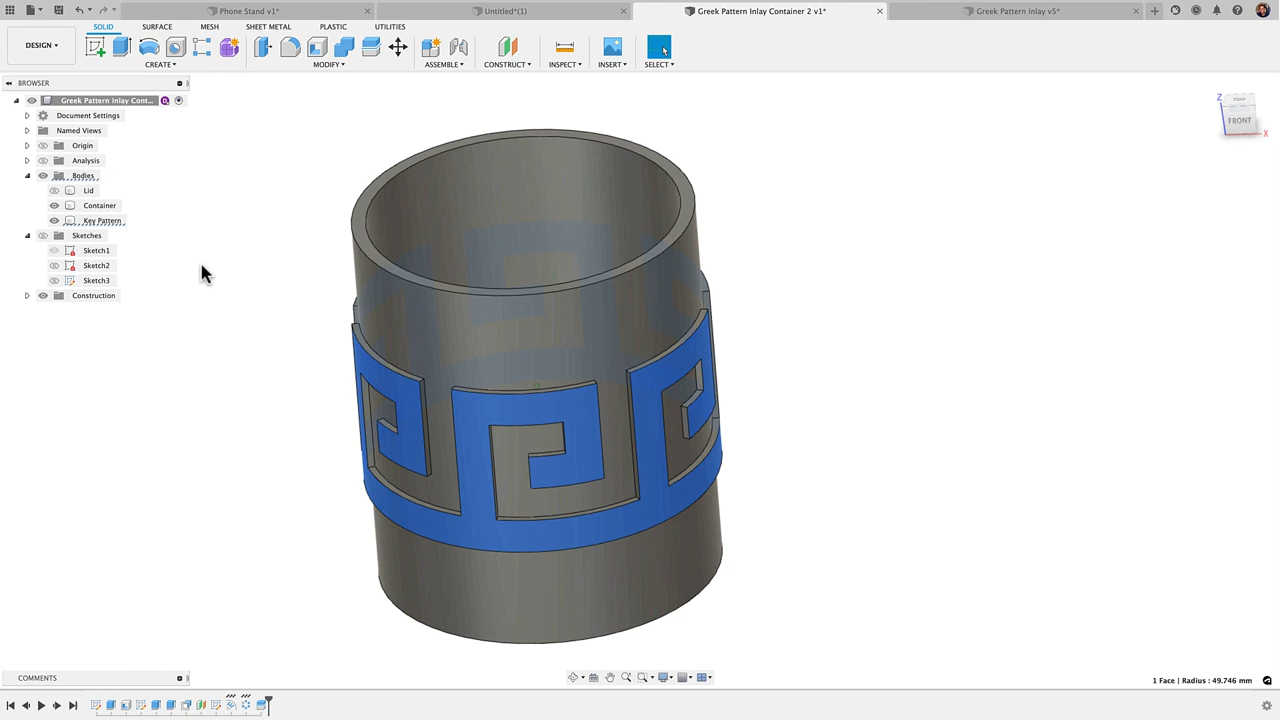 Phone Stand v1*
Untitled*(1)
Greek Pattern Inlay Container 2 v1*
Greek Pattern Inlay v5*
DESIGN
SOLID
SURFACE
MESH
SHEET METAL
PLASTIC
UTILITIES
CREATE
MODIFY
ASSEMBLE
CONSTRUCT
INSPECT
INSERT
SELECT
BROWSER
Greek Pattern Inlay Cont...
Document Settings
Named Views
Origin
Analysis
Bodies
Lid
Container
Key Pattern
Sketches
Sketch1
Sketch2
Sketch3
Construction
Z
TOP
FRONT
X
COMMENTS
1 Face | Radius : 49.746 mm